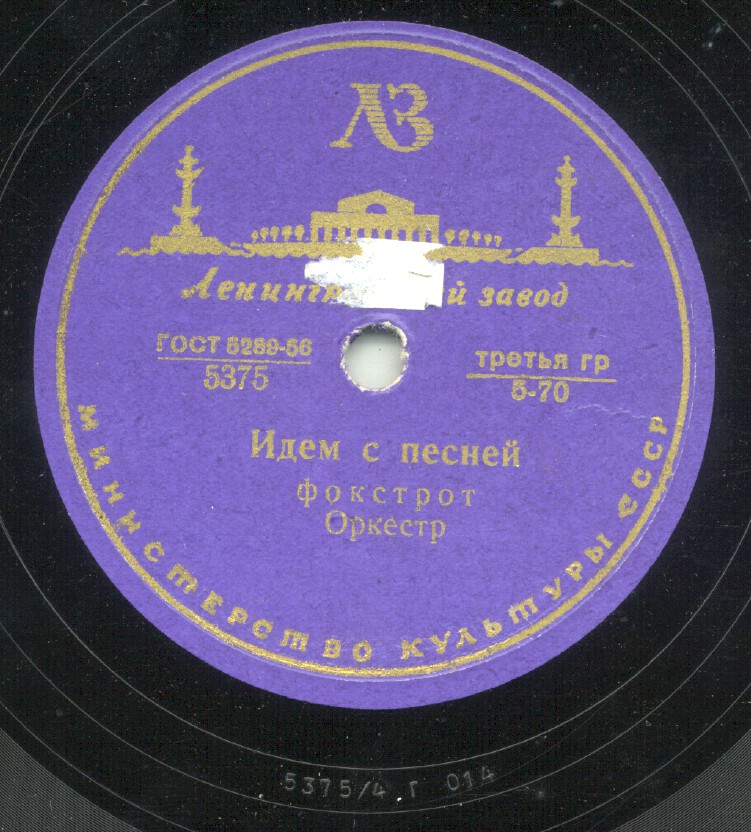 ЛЗ
завод
ГОСТ 5289-56
5375
третья гр
5-70
Идем с песней
фокстрот
Оркестр
МИНИСТЕРСТВО КУЛЬТУРЫ СССР
5375/4 Г 014